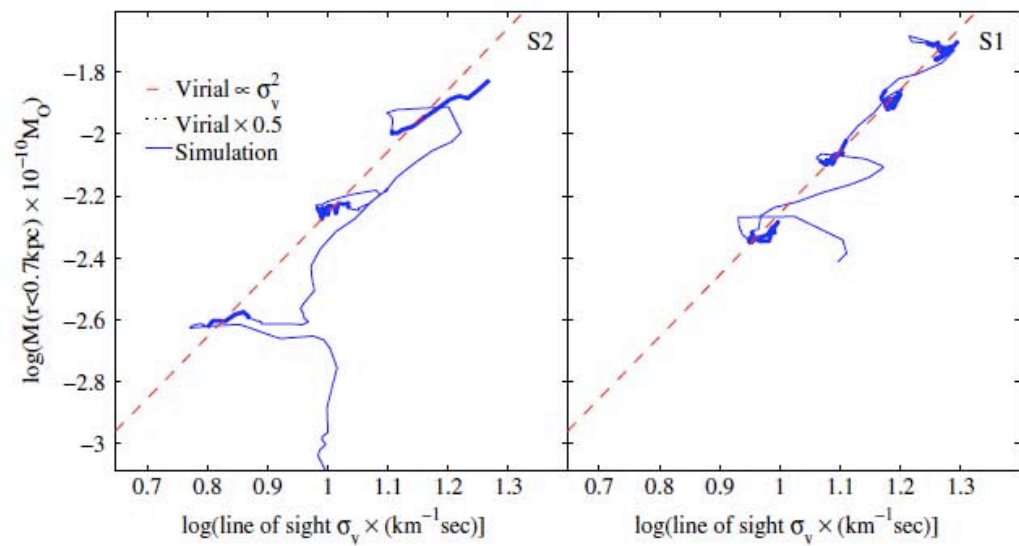 S2
S1
Virial ∝ σ_v^2
Virial × 0.5
Simulation
log(M(r<0.7kpc) × 10^-10 M_O)
−1.8
−2
−2.2
−2.4
−2.6
−2.8
−3
0.7 0.8 0.9 1 1.1 1.2 1.3
0.7 0.8 0.9 1 1.1 1.2 1.3
log(line of sight σ_v × (km^-1 sec)]
log(line of sight σ_v × (km^-1 sec)]